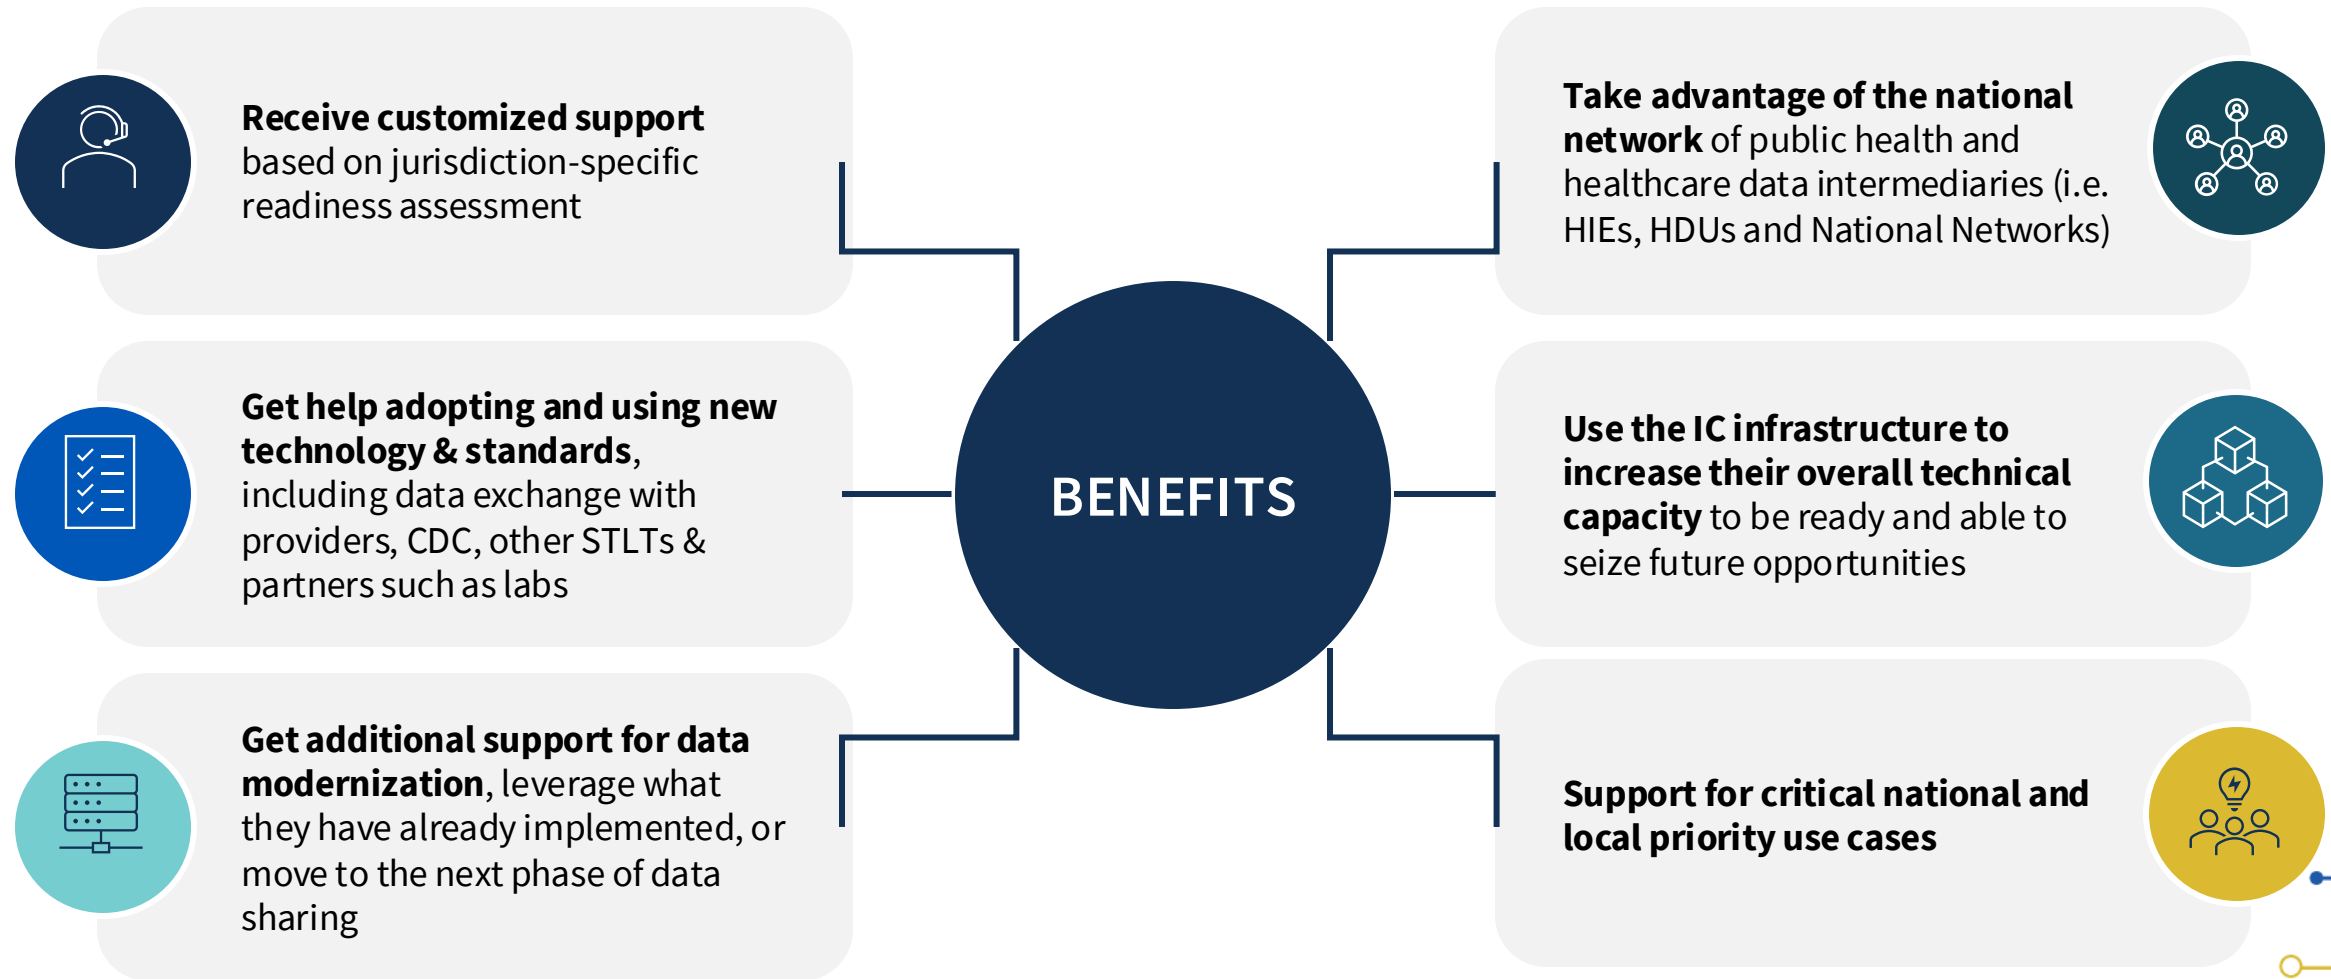 Receive customized support
based on jurisdiction-specific
readiness assessment
Get help adopting and using new
technology & standards,
including data exchange with
providers, CDC, other STLTs &
partners such as labs
Get additional support for data
modernization, leverage what
they have already implemented, or
move to the next phase of data
sharing
BENEFITS
Take advantage of the national
network of public health and
healthcare data intermediaries (i.e.
HIEs, HDUs and National Networks)
Use the IC infrastructure to
increase their overall technical
capacity to be ready and able to
seize future opportunities
Support for critical national and
local priority use cases